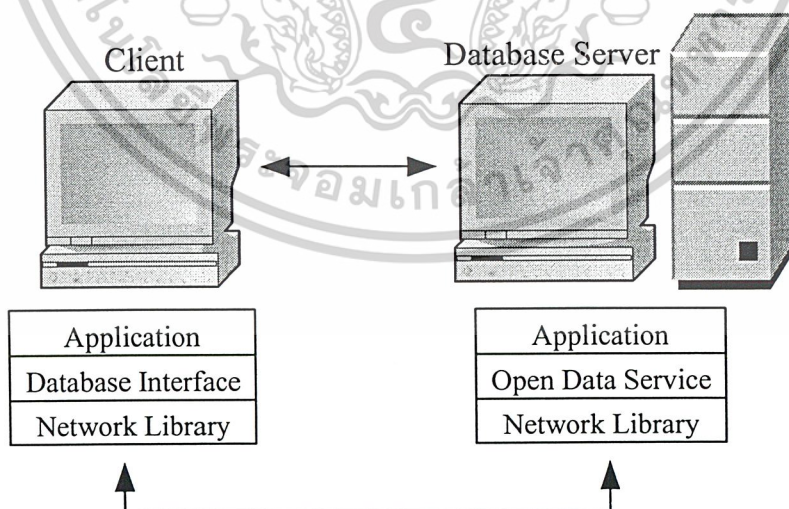 Client
Database Server
Application
Database Interface
Network Library
Application
Open Data Service
Network Library